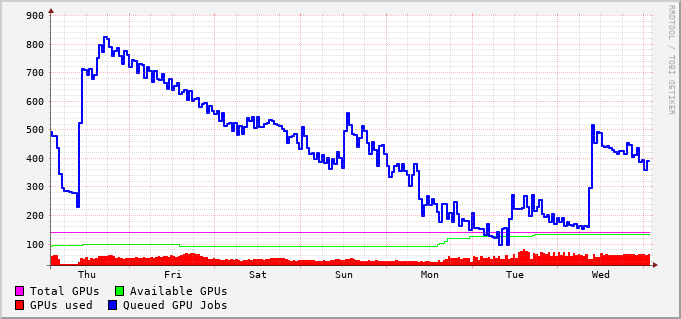 900
800
700
600
500
400
300
200
100
Thu Fri Sat Sun Mon Tue Wed
Total GPUs Available GPUs
GPUs used Queued GPU Jobs
RRDTOOL / TOBI OETIKER